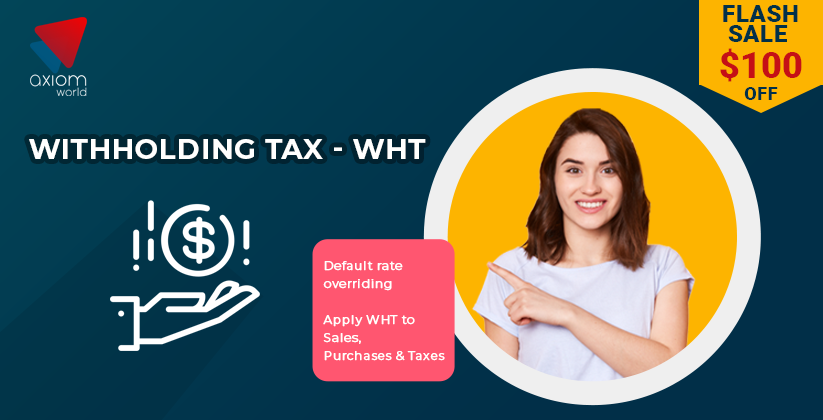 axiom
world
FLASH
SALE
$100
OFF
WITHHOLDING TAX - WHT
$
Default rate
overriding
Apply WHT to
Sales,
Purchases & Taxes